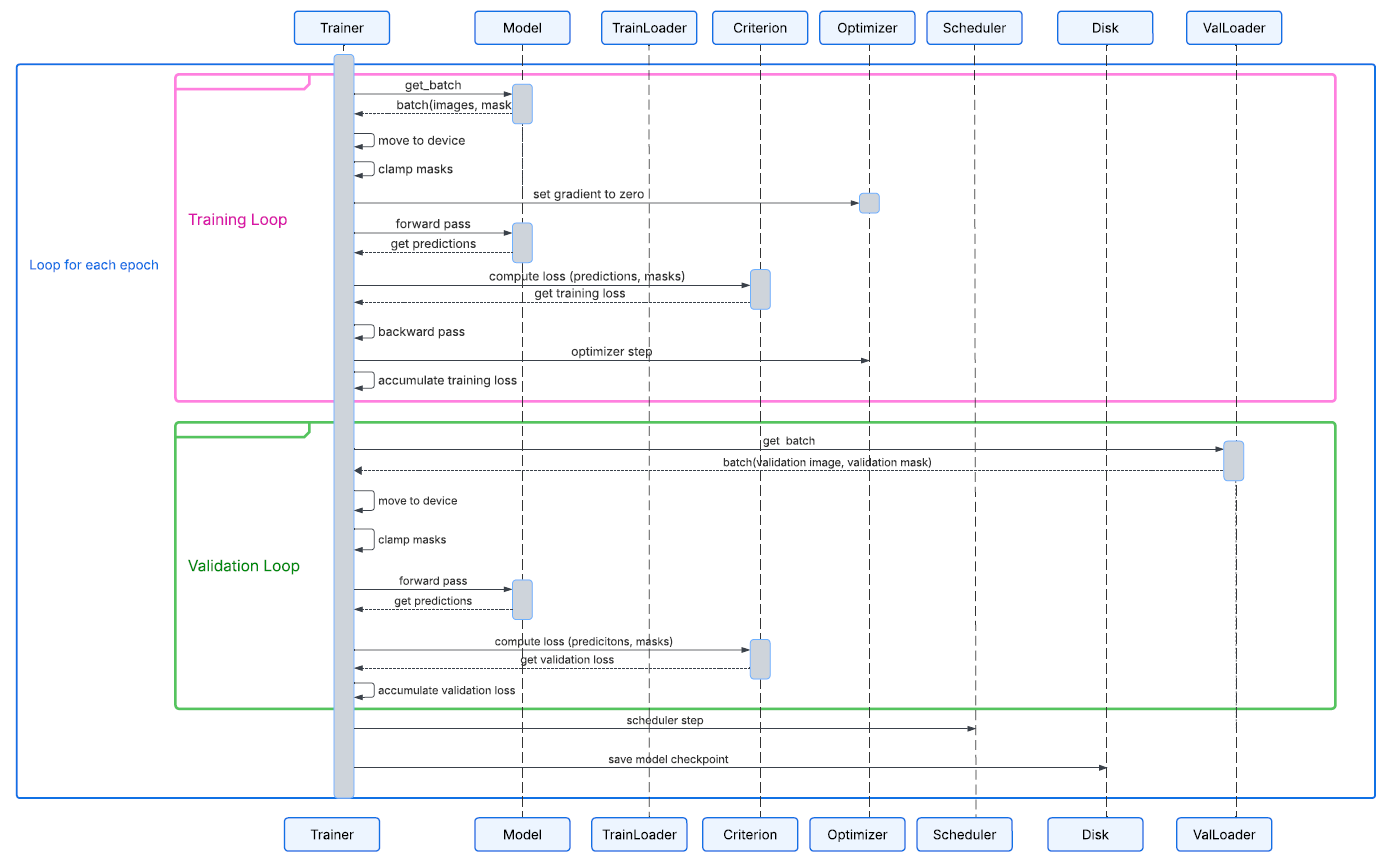 Trainer
Model
TrainLoader
Criterion
Optimizer
Scheduler
Disk
ValLoader
get_batch
batch(images, mask
move to device
clamp masks
set gradient to zero
Training Loop
forward pass
get predictions
Loop for each epoch
compute loss (predictions, masks)
get training loss
backward pass
optimizer step
accumulate training loss
get batch
batch(validation image, validation mask)
move to device
clamp masks
Validation Loop
forward pass
get predictions
compute loss (predicitons, masks)
get validation loss
accumulate validation loss
scheduler step
save model checkpoint
Trainer
Model
TrainLoader
Criterion
Optimizer
Scheduler
Disk
ValLoader